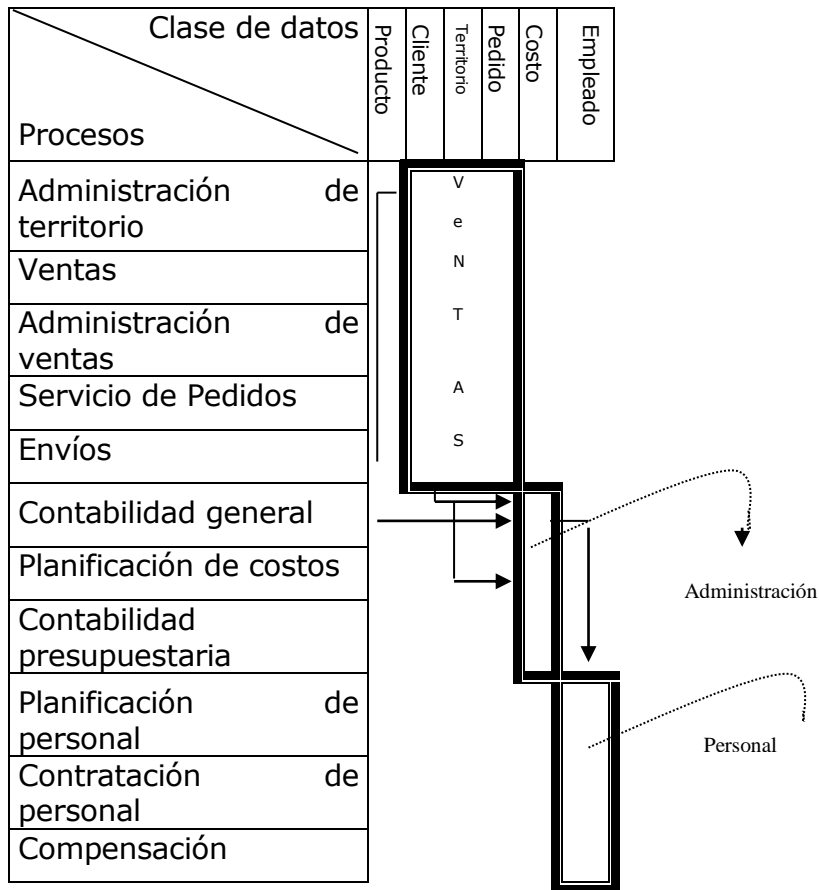 Clase de datos
Procesos
Producto
Cliente
Territorio
Pedido
Costo
Empleado
Administración de
territorio
Ventas
Administración de
ventas
Servicio de Pedidos
Envíos
Contabilidad general
Planificación de costos
Contabilidad
presupuestaria
Planificación de
personal
Contratación de
personal
Compensación
V
e
N
T
A
S
Administración
Personal